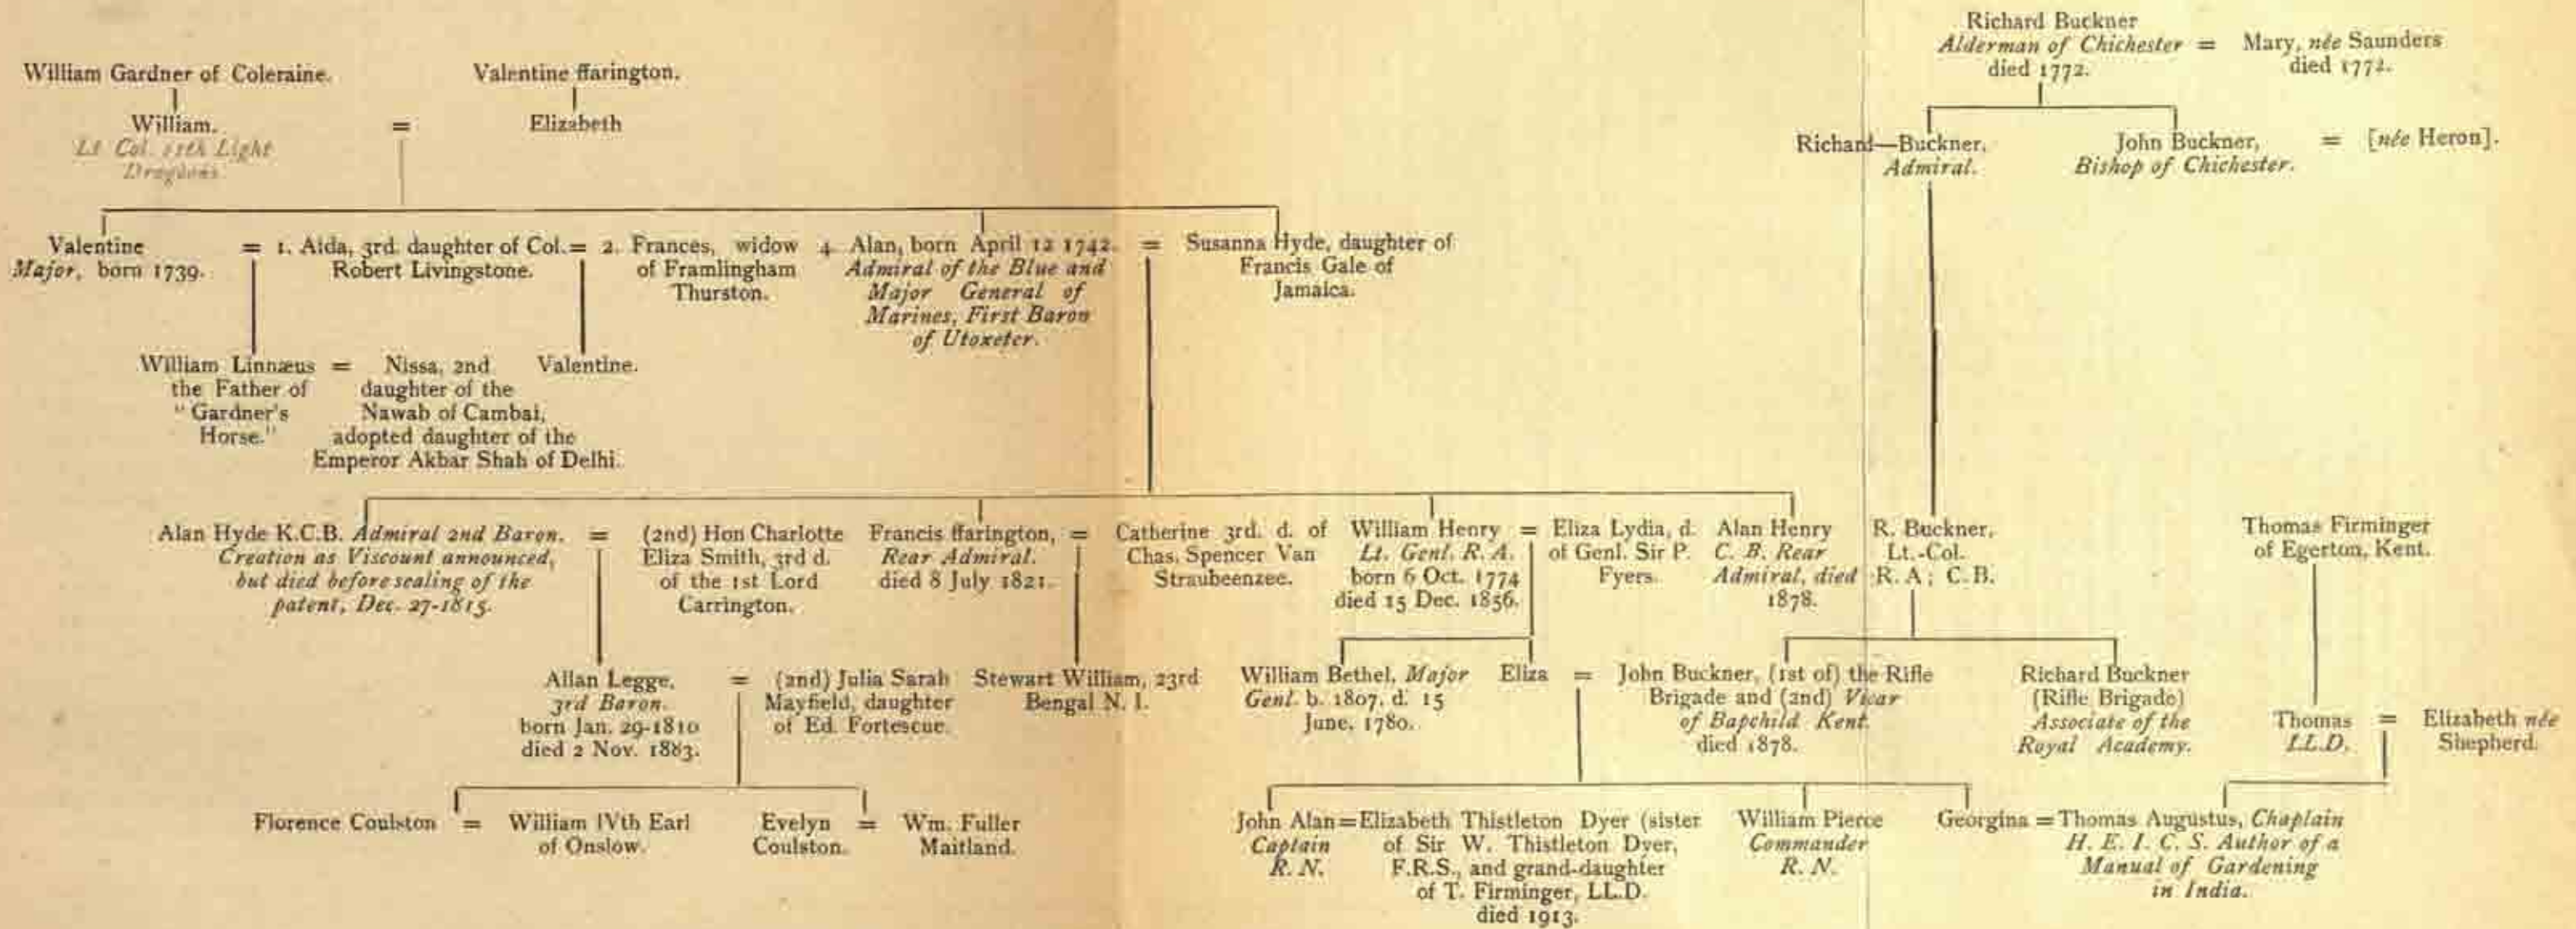 Richard Buckner
Alderman of Chichester = Mary, née Saunders
died 1772. died 1772.
William Gardner of Coleraine. Valentine ffarington.
William. = Elizabeth
Lt Col. 11th Light
Dragoons.
Richard—Buckner, John Buckner, = [née Heron].
Admiral. Bishop of Chichester.
Valentine = 1. Aida, 3rd. daughter of Col. = 2. Frances, widow 4 Alan, born April 12 1742. = Susanna Hyde, daughter of
Major, born 1739. Robert Livingstone. of Framlingham Admiral of the Blue and Francis Gale of
Thurston. Major General of Jamaica.
Marines, First Baron
of Utoxeter.
William Linnæus = Nissa, 2nd Valentine.
the Father of daughter of the
"Gardner's Nawab of Cambai,
Horse." adopted daughter of the
Emperor Akbar Shah of Delhi.
Alan Hyde K.C.B. Admiral 2nd Baron. = (2nd) Hon Charlotte Francis ffarington, = Catherine 3rd. d. of William Henry = Eliza Lydia, d. Alan Henry R. Buckner, Thomas Firminger
Creation as Viscount announced, Eliza Smith, 3rd d. Rear Admiral. Chas. Spencer Van Lt. Genl. R. A. of Genl. Sir P. C. B. Rear Lt.-Col. of Egerton, Kent.
but died before sealing of the of the 1st Lord died 8 July 1821. Straubeenzee. born 6 Oct. 1774 Fyers. Admiral, died R. A; C.B.
patent, Dec. 27-1815. Carrington. died 15 Dec. 1856. 1878.
Allan Legge, = (2nd) Julia Sarah Stewart William, 23rd William Bethel, Major Eliza = John Buckner, (1st of) the Rifle Richard Buckner
3rd Baron. Mayfield, daughter Bengal N. I. Genl. b. 1807. d. 15 Brigade and (2nd) Vicar (Rifle Brigade)
born Jan. 29-1810 of Ed. Fortescue. June, 1780. of Bapchild Kent. Associate of the Thomas = Elizabeth née
died 2 Nov. 1883. died 1878. Royal Academy. LL.D. Shepherd.
Florence Coulston = William IVth Earl Evelyn = Wm. Fuller John Alan = Elizabeth Thistleton Dyer (sister William Pierce Georgina = Thomas Augustus, Chaplain
of Onslow. Coulston. Maitland. Captain of Sir W. Thistleton Dyer, Commander H. E. I. C. S. Author of a
R. N. F.R.S., and grand-daughter R. N. Manual of Gardening
of T. Firminger, LL.D. in India.
died 1913.